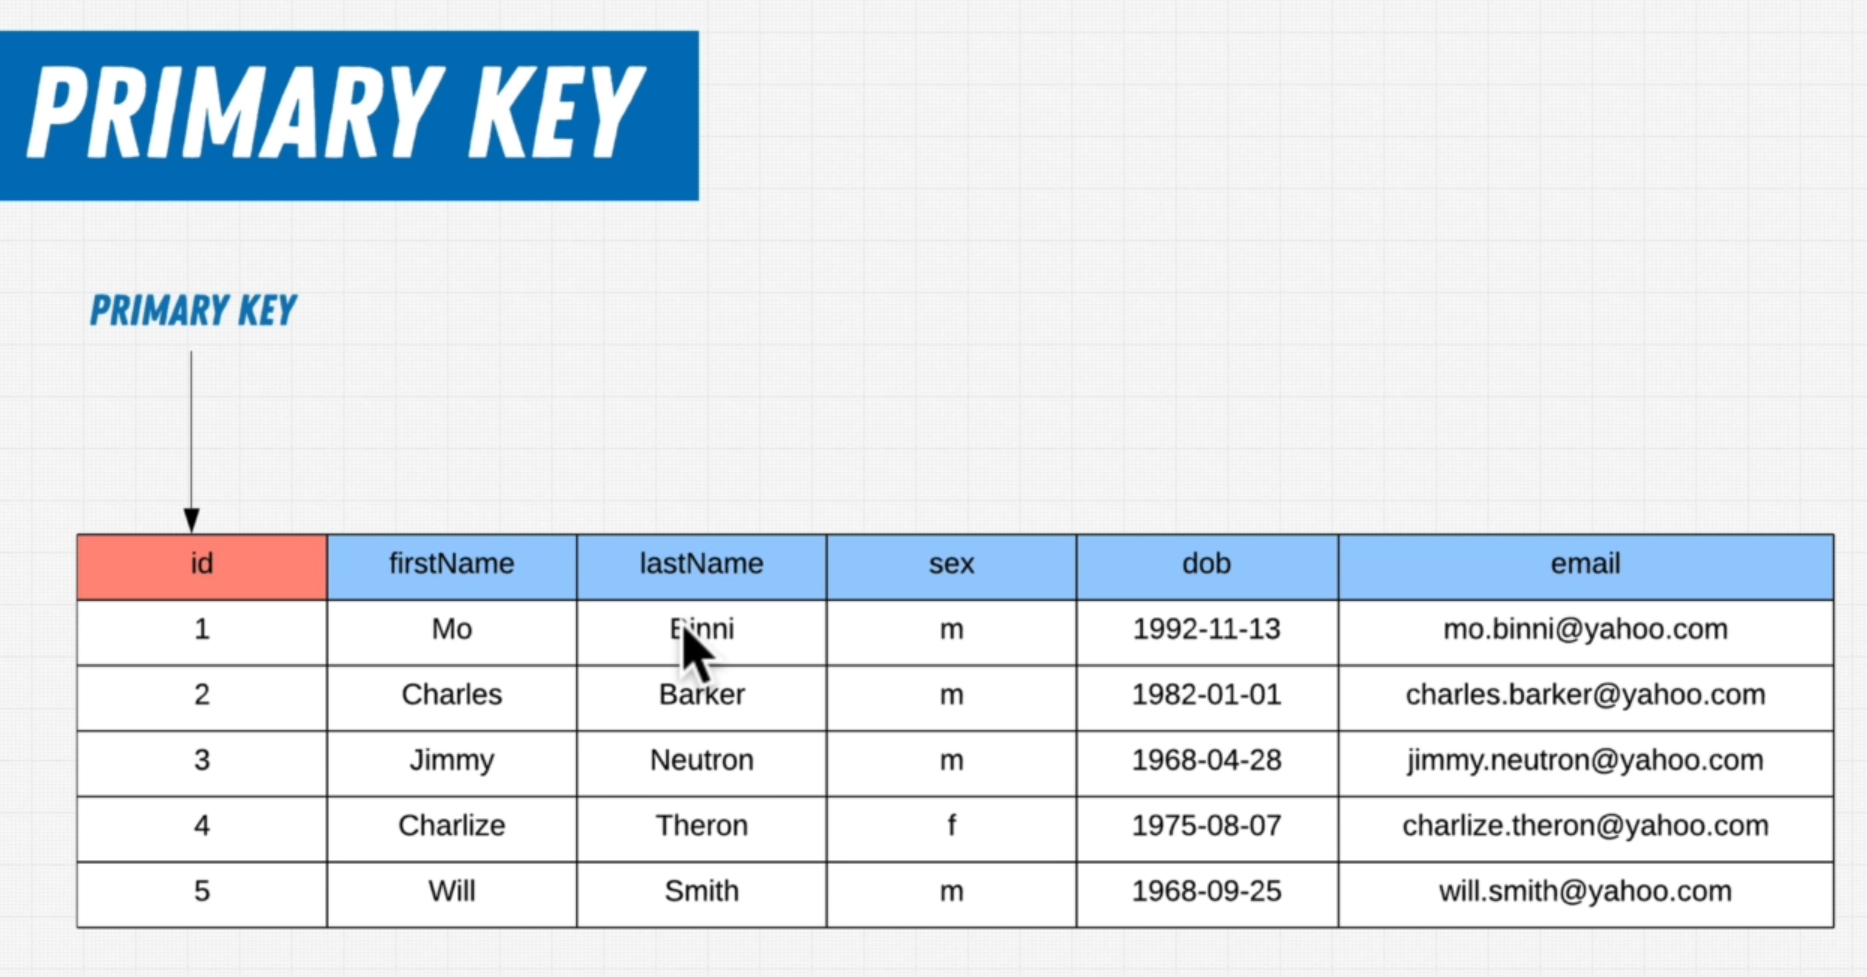 PRIMARY KEY
PRIMARY KEY
id firstName lastName sex dob email
1 Mo Binni m 1992-11-13 mo.binni@yahoo.com
2 Charles Barker m 1982-01-01 charles.barker@yahoo.com
3 Jimmy Neutron m 1968-04-28 jimmy.neutron@yahoo.com
4 Charlize Theron f 1975-08-07 charlize.theron@yahoo.com
5 Will Smith m 1968-09-25 will.smith@yahoo.com